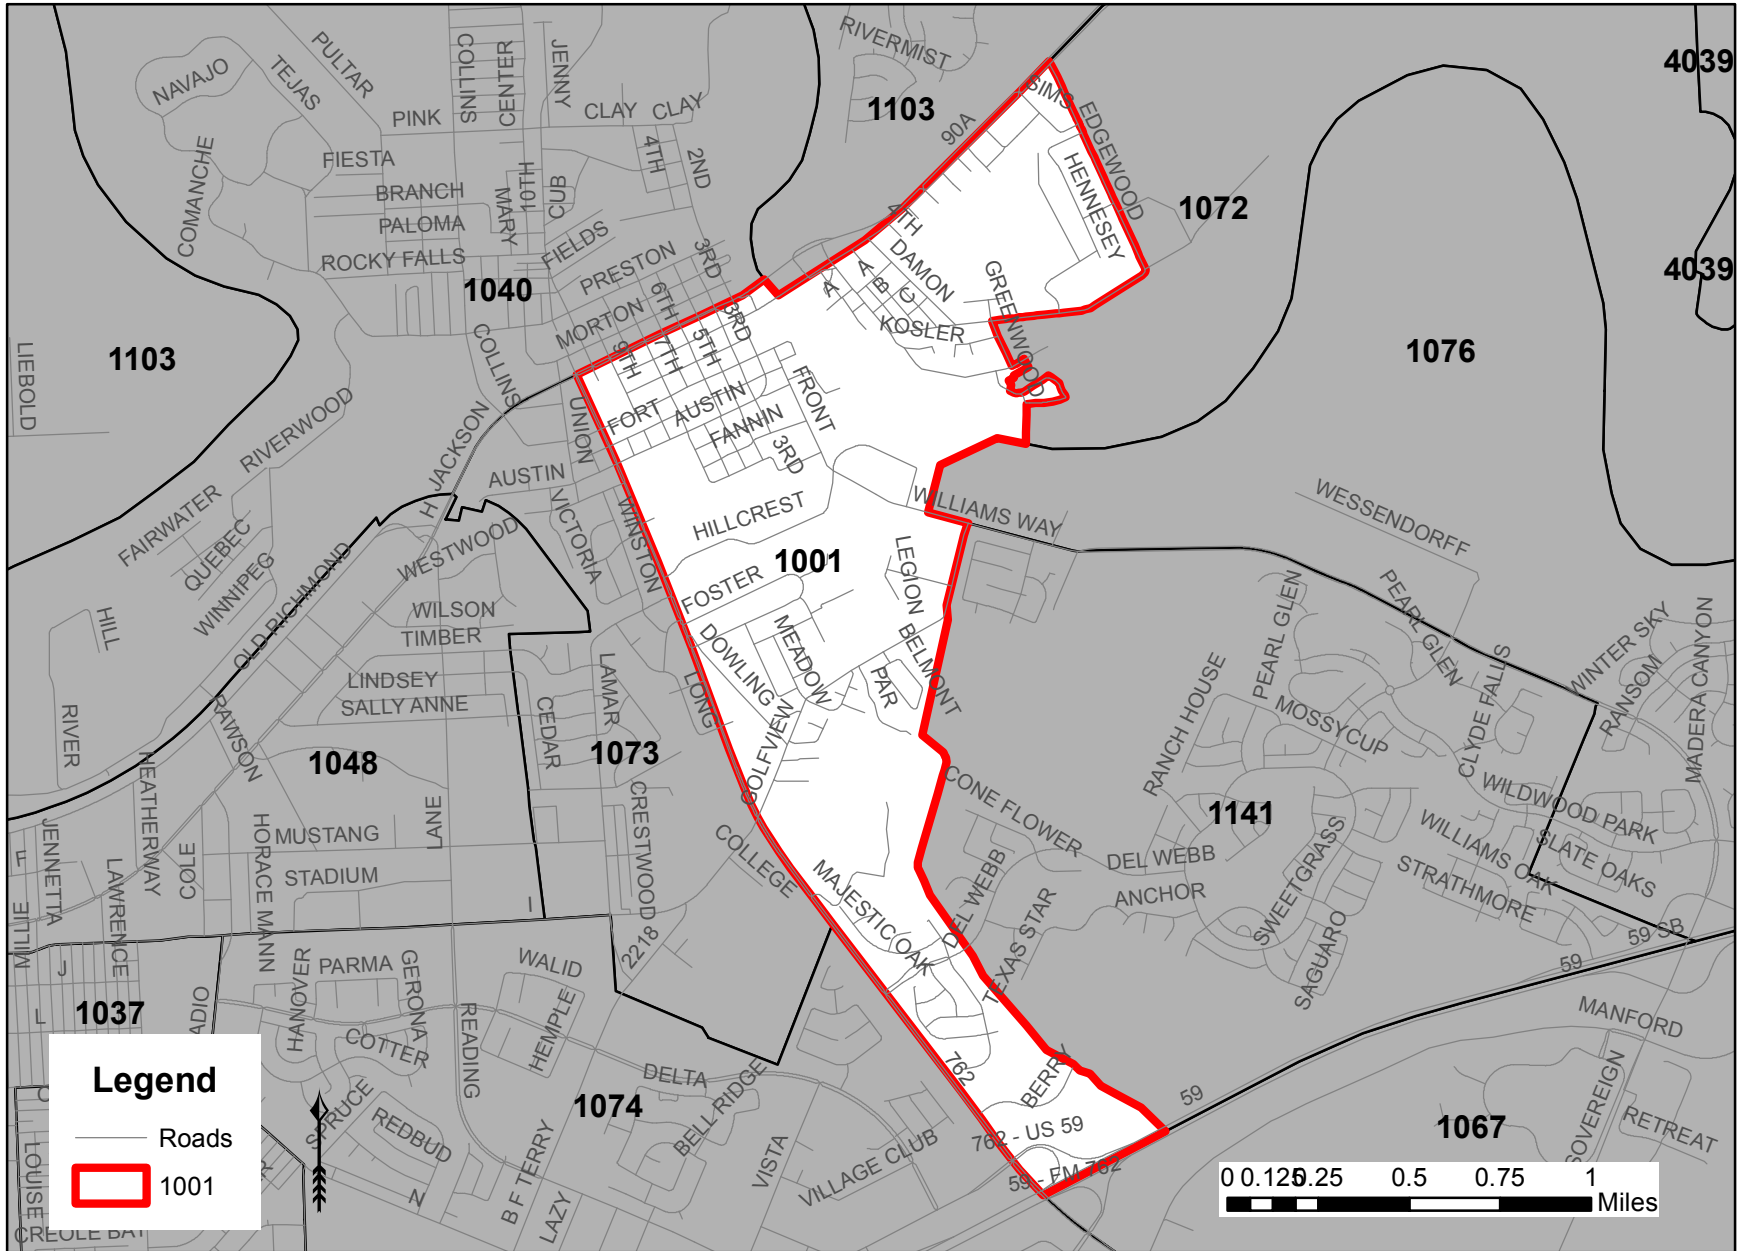 RIVERMIST
4039
NAVAJO
TEJAS
PULTAR
COLLINS
CENTER
JENNY
PINK
CLAY
CLAY
1103
90A
SIMS
EDGEWOOD
FIESTA
4TH
2ND
COMANCHE
BRANCH
MARY
10TH
CUB
HENNESEY
1072
PALOMA
4TH
ROCKY FALLS
FIELDS
PRESTON
3RD
DAMON
4039
1040
6TH
A
A
B
C
GREENWOOD
MORTON
3RD
KOSLER
1103
LIEBOLD
COLLINS
9TH
7TH
5TH
1076
FRONT
RIVERWOOD
UNION
FORT
AUSTIN
FANNIN
3RD
H JACKSON
AUSTIN
VICTORIA
WINSTON
HILLCREST
WILLIAMS WAY
WESSENDORFF
FAIRWATER
QUEBEC
WINNIPEG
OLD RICHMOND
WESTWOOD
1001
LEGION
FOSTER
PEARL GLEN
PEARL GLEN
HILL
WILSON
TIMBER
DOWLING
MEADOW
BELMONT
WINTER SKY
MADERA CANYON
LINDSEY
SALLY ANNE
LAMAR
LONG
PAR
RANCH HOUSE
CLYDE FALLS
RANSOM
RIVER
RAWSON
CEDAR
GOLFVIEW
MOSSYCUP
1048
1073
HEATHERWAY
CRESTWOOD
CONE FLOWER
WILDWOOD PARK
1141
JENNETTA
F
COLE
HORACE MANN
MUSTANG
LANE
COLLEGE
DEL WEBB
SWEETGRASS
WILLIAMS OAK
SLATE OAKS
LAWRENCE
STADIUM
MAJESTIC OAK
DEL WEBB
ANCHOR
STRATHMORE
MILLIE
I
2218
TEXAS STAR
SAGUARO
59 SB
59
J
HANOVER
PARMA
GERONA
WALID
1037
L
ADIO
COTTER
READING
HEMPLE
762
BERRY
MANFORD
Legend
DELTA
59
SOVEREIGN
C
SPRUCE
REDBUD
1074
BELL RIDGE
762 - US 59
1067
RETREAT
Roads
LOUISE
R
B F TERRY
VISTA
VILLAGE CLUB
59 - FM 762
1001
N
LAZY
0 0.125 0.25 0.5 0.75 1
Miles
CREOLE BAY